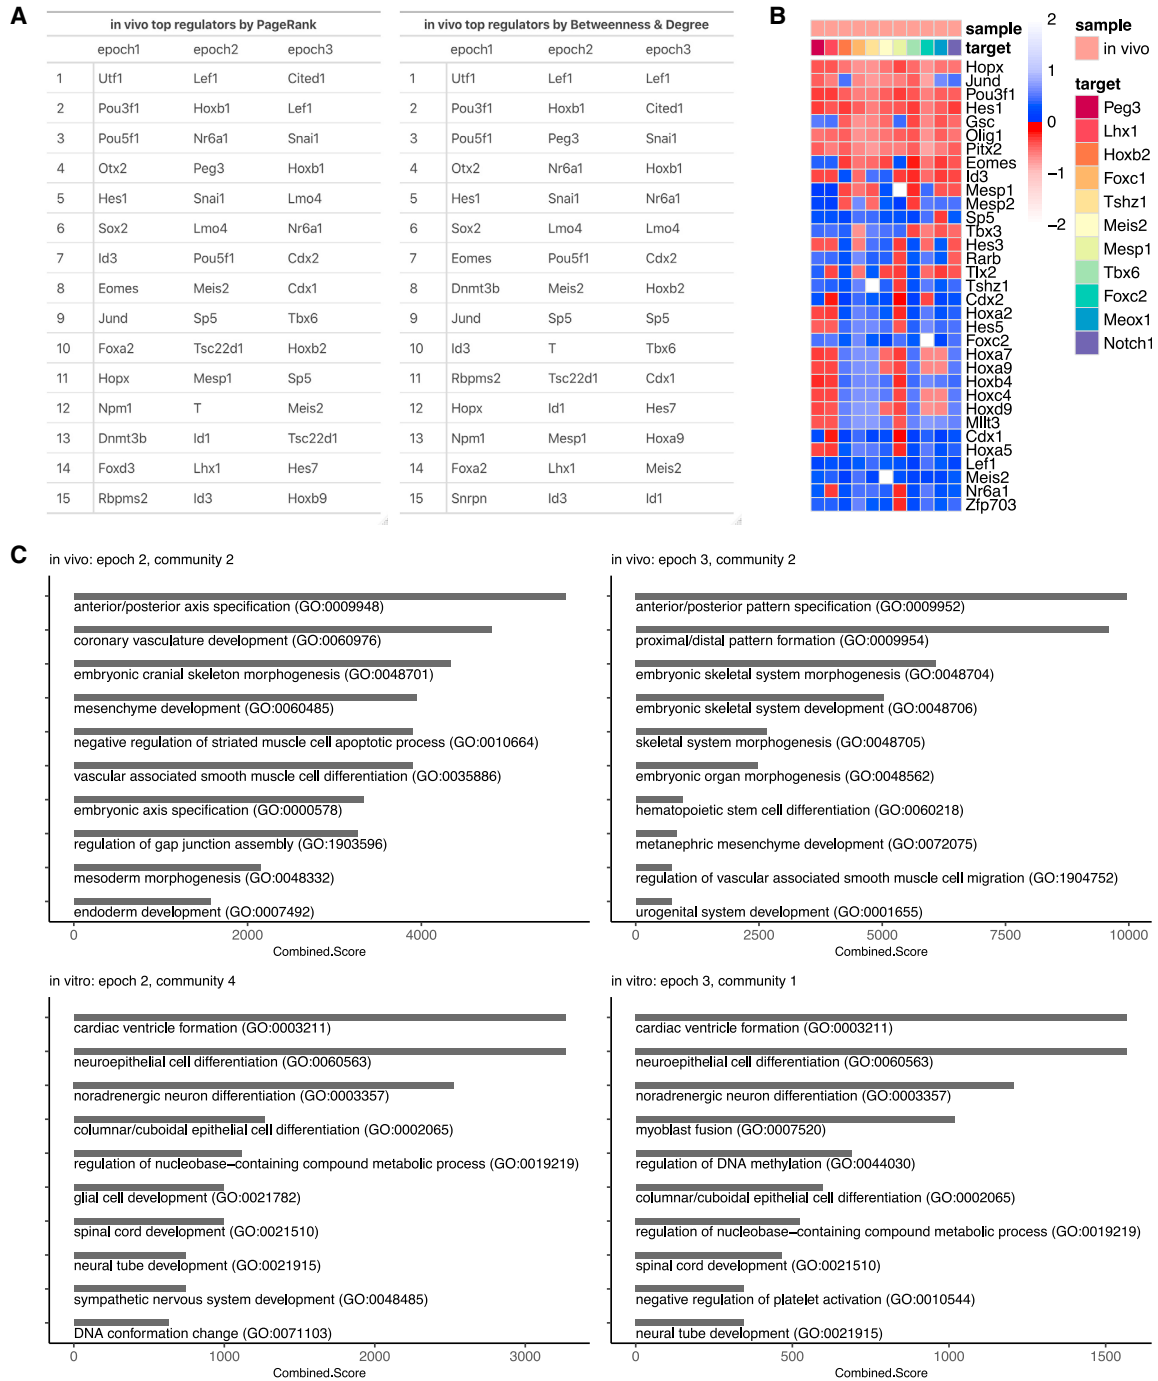 A
in vivo top regulators by PageRank
epoch1 epoch2 epoch3
1 Utf1 Lef1 Cited1
2 Pou3f1 Hoxb1 Lef1
3 Pou5f1 Nr6a1 Snai1
4 Otx2 Peg3 Hoxb1
5 Hes1 Snai1 Lmo4
6 Sox2 Lmo4 Nr6a1
7 Id3 Pou5f1 Cdx2
8 Eomes Meis2 Cdx1
9 Jund Sp5 Tbx6
10 Foxa2 Tsc22d1 Hoxb2
11 Hopx Mesp1 Sp5
12 Npm1 T Meis2
13 Dnmt3b Id1 Tsc22d1
14 Foxd3 Lhx1 Hes7
15 Rbpms2 Id3 Hoxb9
in vivo top regulators by Betweenness & Degree
epoch1 epoch2 epoch3
1 Utf1 Lef1 Lef1
2 Pou3f1 Hoxb1 Cited1
3 Pou5f1 Peg3 Snai1
4 Otx2 Nr6a1 Hoxb1
5 Hes1 Snai1 Nr6a1
6 Sox2 Lmo4 Lmo4
7 Eomes Pou5f1 Cdx2
8 Dnmt3b Meis2 Hoxb2
9 Jund Sp5 Sp5
10 Id3 T Tbx6
11 Rbpms2 Tsc22d1 Cdx1
12 Hopx Id1 Hes7
13 Npm1 Mesp1 Hoxa9
14 Foxa2 Lhx1 Meis2
15 Snrpn Id3 Id1
B
sample
target
Hopx
Jund
Pou3f1
Hes1
Gsc
Olig1
Pitx2
Eomes
Id3
Mesp1
Mesp2
Sp5
Tbx3
Hes3
Rarb
Tlx2
Tshz1
Cdx2
Hoxa2
Hes5
Foxc2
Hoxa7
Hoxa9
Hoxb4
Hoxc4
Hoxd9
Mllt3
Cdx1
Hoxa5
Lef1
Meis2
Nr6a1
Zfp703
2
1
0
−1
−2
sample
in vivo
target
Peg3
Lhx1
Hoxb2
Foxc1
Tshz1
Meis2
Mesp1
Tbx6
Foxc2
Meox1
Notch1
C
in vivo: epoch 2, community 2
anterior/posterior axis specification (GO:0009948)
coronary vasculature development (GO:0060976)
embryonic cranial skeleton morphogenesis (GO:0048701)
mesenchyme development (GO:0060485)
negative regulation of striated muscle cell apoptotic process (GO:0010664)
vascular associated smooth muscle cell differentiation (GO:0035886)
embryonic axis specification (GO:0000578)
regulation of gap junction assembly (GO:1903596)
mesoderm morphogenesis (GO:0048332)
endoderm development (GO:0007492)
0 2000 4000
Combined.Score
in vivo: epoch 3, community 2
anterior/posterior pattern specification (GO:0009952)
proximal/distal pattern formation (GO:0009954)
embryonic skeletal system morphogenesis (GO:0048704)
embryonic skeletal system development (GO:0048706)
skeletal system morphogenesis (GO:0048705)
embryonic organ morphogenesis (GO:0048562)
hematopoietic stem cell differentiation (GO:0060218)
metanephric mesenchyme development (GO:0072075)
regulation of vascular associated smooth muscle cell migration (GO:1904752)
urogenital system development (GO:0001655)
0 2500 5000 7500 10000
Combined.Score
in vitro: epoch 2, community 4
cardiac ventricle formation (GO:0003211)
neuroepithelial cell differentiation (GO:0060563)
noradrenergic neuron differentiation (GO:0003357)
columnar/cuboidal epithelial cell differentiation (GO:0002065)
regulation of nucleobase−containing compound metabolic process (GO:0019219)
glial cell development (GO:0021782)
spinal cord development (GO:0021510)
neural tube development (GO:0021915)
sympathetic nervous system development (GO:0048485)
DNA conformation change (GO:0071103)
0 1000 2000 3000
Combined.Score
in vitro: epoch 3, community 1
cardiac ventricle formation (GO:0003211)
neuroepithelial cell differentiation (GO:0060563)
noradrenergic neuron differentiation (GO:0003357)
myoblast fusion (GO:0007520)
regulation of DNA methylation (GO:0044030)
columnar/cuboidal epithelial cell differentiation (GO:0002065)
regulation of nucleobase−containing compound metabolic process (GO:0019219)
spinal cord development (GO:0021510)
negative regulation of platelet activation (GO:0010544)
neural tube development (GO:0021915)
0 500 1000 1500
Combined.Score